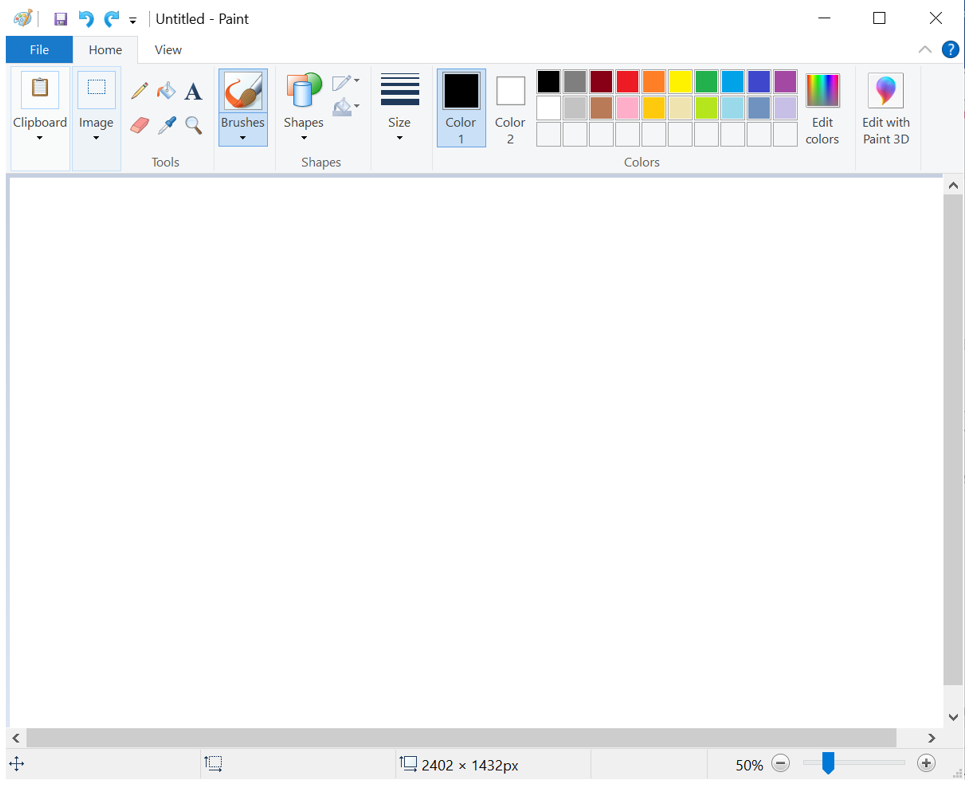 Untitled - Paint
File Home View
?
Clipboard
Image
A
Tools
Brushes
Shapes
Shapes
Size
Color
1
Color
2
Edit
colors
Colors
Edit with
Paint 3D
2402 × 1432px
50%